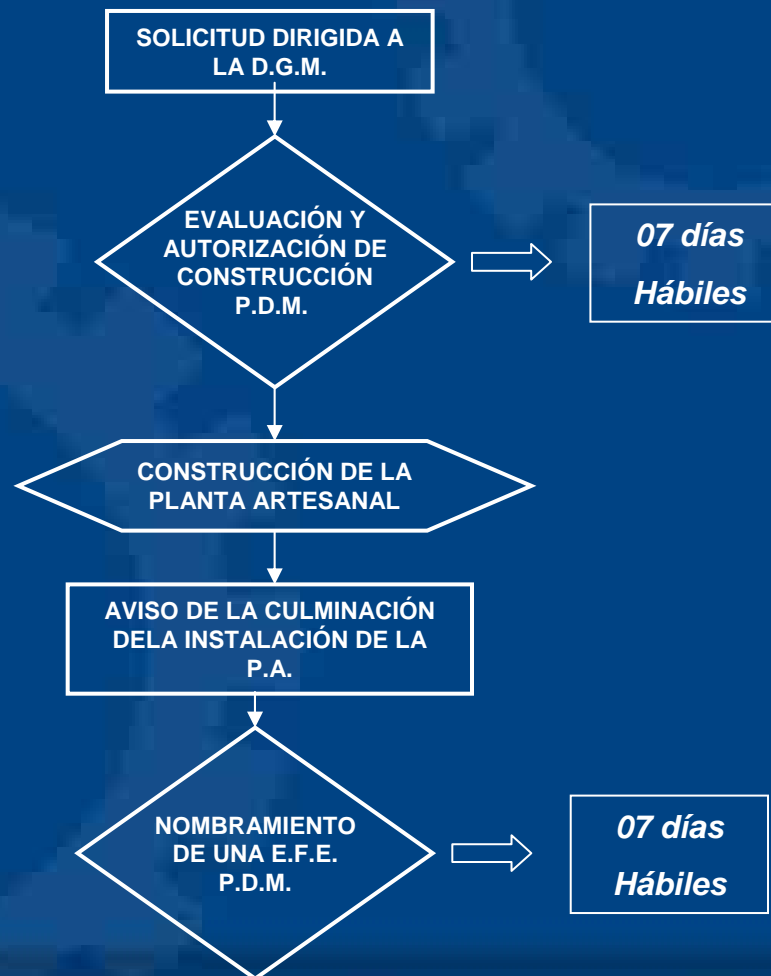 SOLICITUD DIRIGIDA A
LA D.G.M.
EVALUACIÓN Y
AUTORIZACIÓN DE
CONSTRUCCIÓN
P.D.M.
07 días
Hábiles
CONSTRUCCIÓN DE LA
PLANTA ARTESANAL
AVISO DE LA CULMINACIÓN
DELA INSTALACIÓN DE LA
P.A.
NOMBRAMIENTO
DE UNA E.F.E.
P.D.M.
07 días
Hábiles